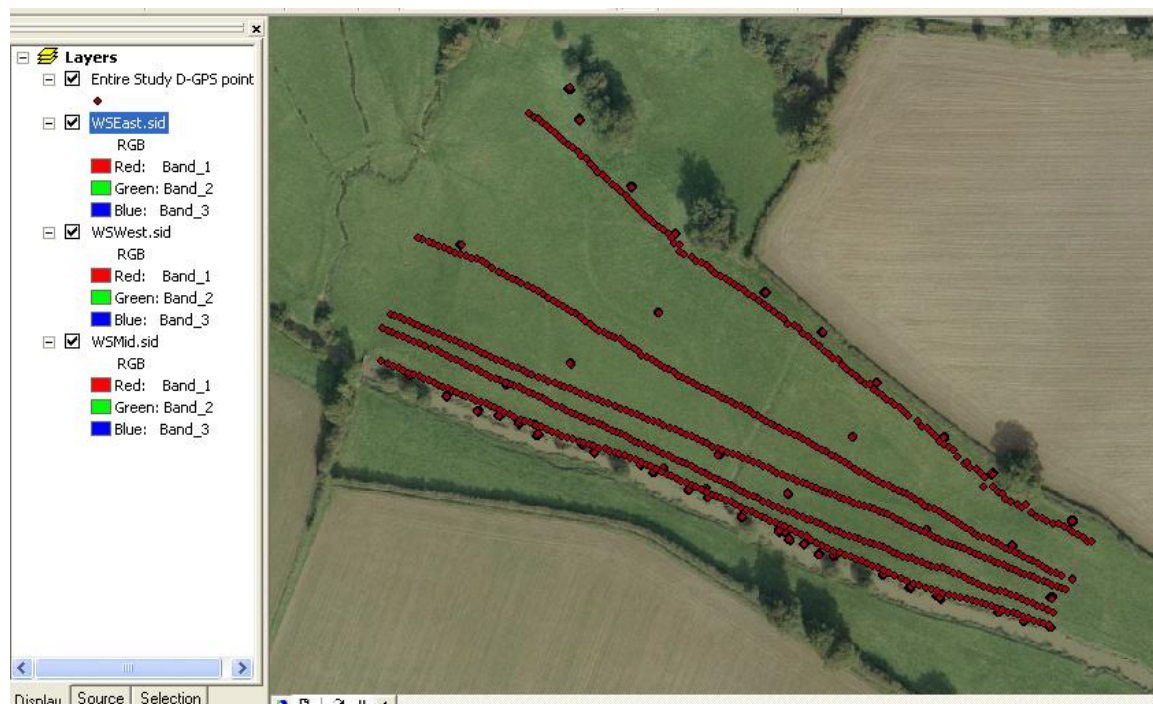 Layers
Entire Study D-GPS point
WSEast.sid
RGB
Red: Band_1
Green: Band_2
Blue: Band_3
WSWest.sid
RGB
Red: Band_1
Green: Band_2
Blue: Band_3
WSMid.sid
RGB
Red: Band_1
Green: Band_2
Blue: Band_3
Display Source Selection